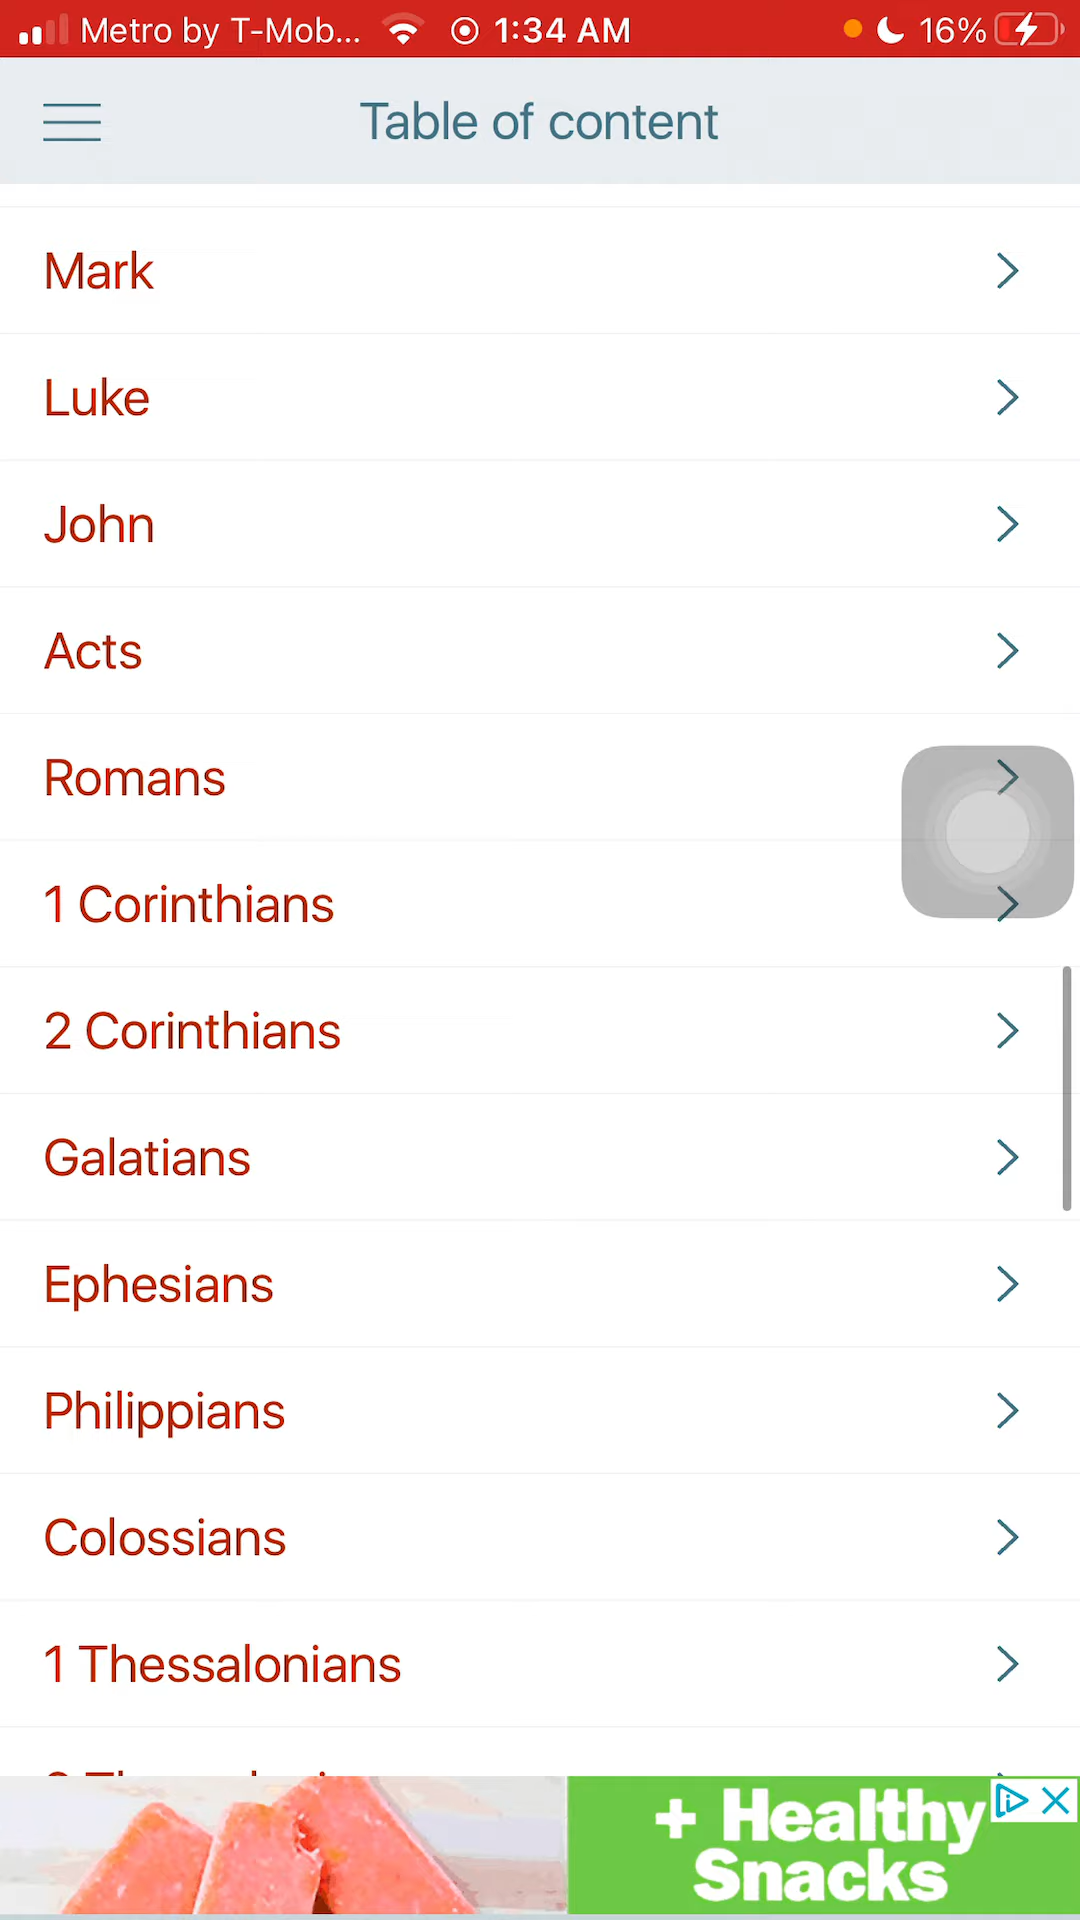 Metro by T-Mob... 1:34 AM 16%
Table of content
Mark
Luke
John
Acts
Romans
1 Corinthians
2 Corinthians
Galatians
Ephesians
Philippians
Colossians
1 Thessalonians
+ Healthy
Snacks